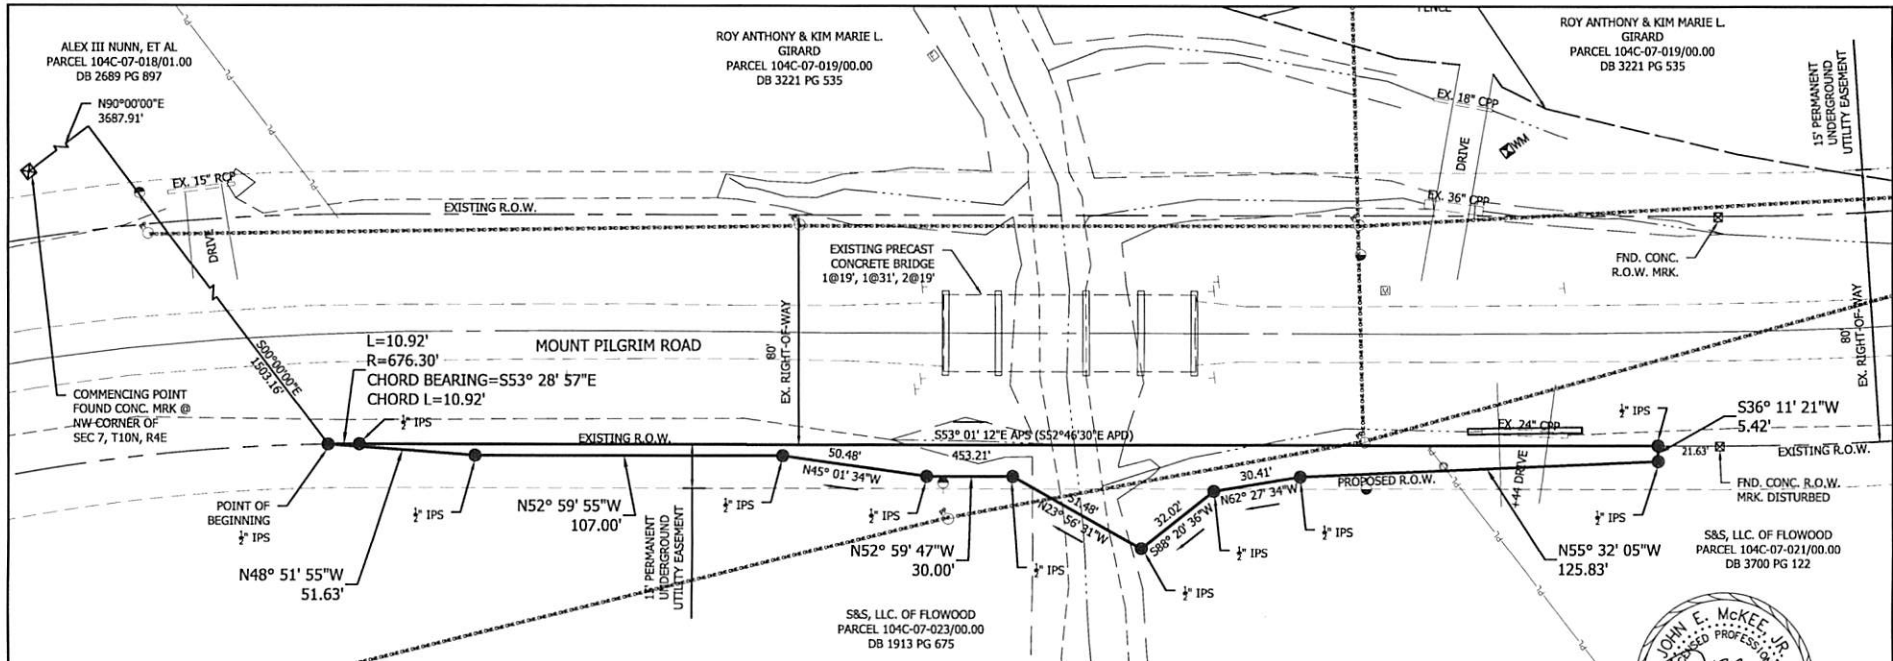 ALEX III NUNN, ET AL
PARCEL 104C-07-018/01.00
DB 2689 PG 897
N90°00'00"E
3687.91'
COMMENCING POINT
FOUND CONC. MRK @
NW CORNER OF
SEC 7, T10N, R4E
EX. 15" RCP
DRIVE
PL
PL
S00°00'00"E
1503.16'
ROY ANTHONY & KIM MARIE L.
GIRARD
PARCEL 104C-07-019/00.00
DB 3221 PG 535
FENCE
ROY ANTHONY & KIM MARIE L.
GIRARD
PARCEL 104C-07-019/00.00
DB 3221 PG 535
15' PERMANENT
UNDERGROUND
UTILITY EASEMENT
EX. 18" CPP
DRIVE
WM
EX. 36" CPP
FND. CONC.
R.O.W. MRK.
EXISTING R.O.W.
EXISTING PRECAST
CONCRETE BRIDGE
1@19', 1@31', 2@19'
80'
EX. RIGHT-OF-WAY
80'
EX. RIGHT-OF-WAY
L=10.92'
R=676.30'
CHORD BEARING=S53° 28' 57"E
CHORD L=10.92'
MOUNT PILGRIM ROAD
½" IPS
EXISTING R.O.W.
S53° 01' 12"E APS (S52°46'30"E APD)
453.21'
EX. 24" CPP
½" IPS
S36° 11' 21"W
5.42'
21.63'
EXISTING R.O.W.
FND. CONC. R.O.W.
MRK. DISTURBED
POINT OF
BEGINNING
½" IPS
N48° 51' 55"W
51.63'
½" IPS
N52° 59' 55"W
107.00'
15' PERMANENT
UNDERGROUND
UTILITY EASEMENT
½" IPS
50.48'
N45° 01' 34"W
½" IPS
N52° 59' 47"W
30.00'
½" IPS
N23° 56' 31"W
½" IPS
32.02'
S88° 20' 36"W
½" IPS
30.41'
N62° 27' 34"W
½" IPS
PROPOSED R.O.W.
+44 DRIVE
N55° 32' 05"W
125.83'
½" IPS
PL
PL
S&S, LLC. OF FLOWOOD
PARCEL 104C-07-021/00.00
DB 3700 PG 122
S&S, LLC. OF FLOWOOD
PARCEL 104C-07-023/00.00
DB 1913 PG 675
JOHN E. McKEE, JR.